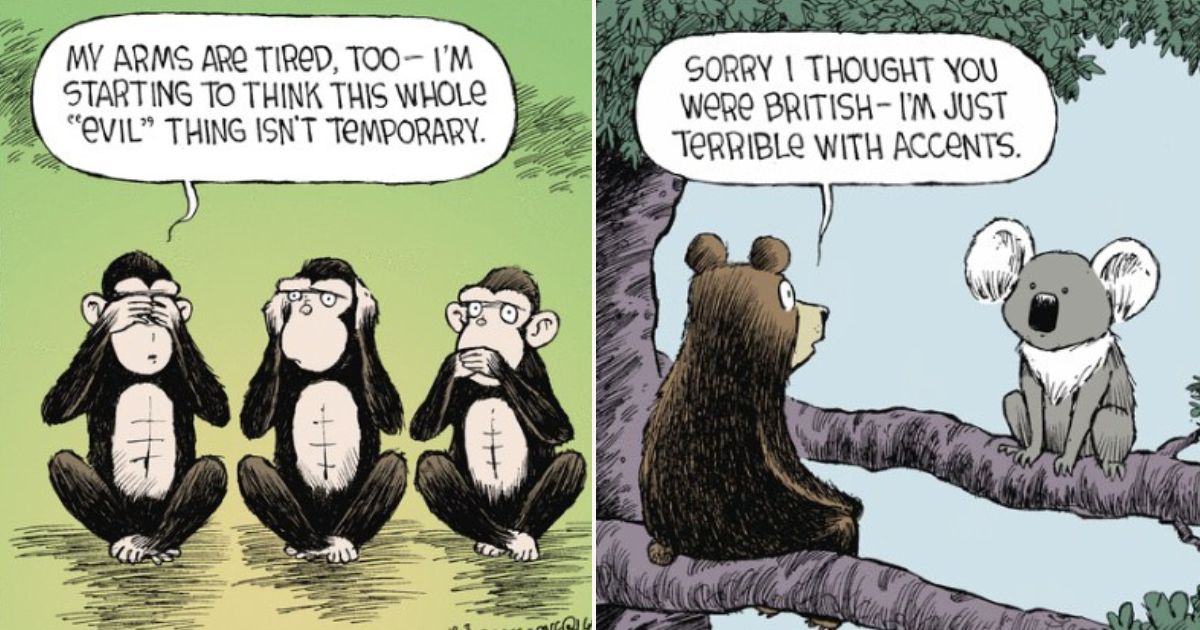 MY ARMS ARE TIRED, TOO– I'M
STARTING TO THINK THIS WHOLE
“EVIL” THING ISN'T TEMPORARY.
SORRY I THOUGHT YOU
WERE BRITISH–I'M JUST
TERRIBLE WITH ACCENTS.